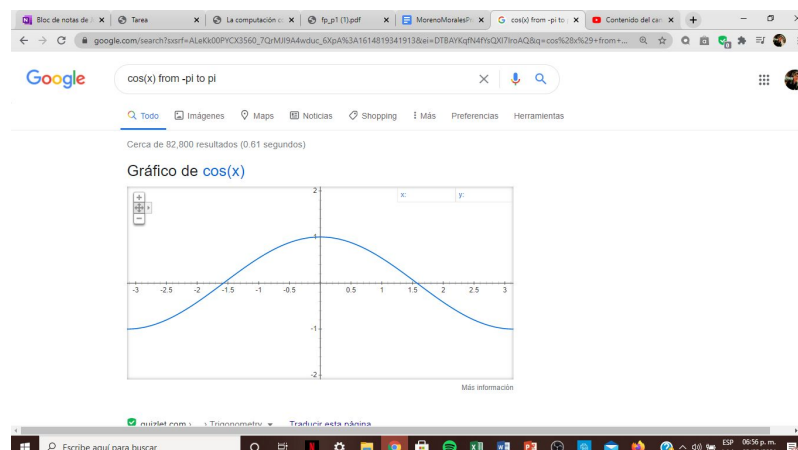 Bloc de notas de
Tarea
La computación c
fp_p1 (1).pdf
MorenoMoralesFr
cos(x) from -pi to
Contenido del car
google.com/search?sxsrf=ALeKk00PYCX3560_7QrMJI9A4wduc_6XpA%3A1614819341913&ei=DTBAYKqfN4fYsQXI7IroAQ&q=cos%28x%29+from+...
Google
cos(x) from -pi to pi
Todo
Imágenes
Maps
Noticias
Shopping
Más
Preferencias
Herramientas
Cerca de 82,800 resultados (0.61 segundos)
Gráfico de cos(x)
x: y:
2
1
-3 -2.5 -2 -1.5 -1 -0.5 0.5 1 1.5 2 2.5 3
-1
-2
Más información
quizlet.com › › Trigonometry Traducir esta página
Escribe aquí para buscar
ESP
06:56 p. m.